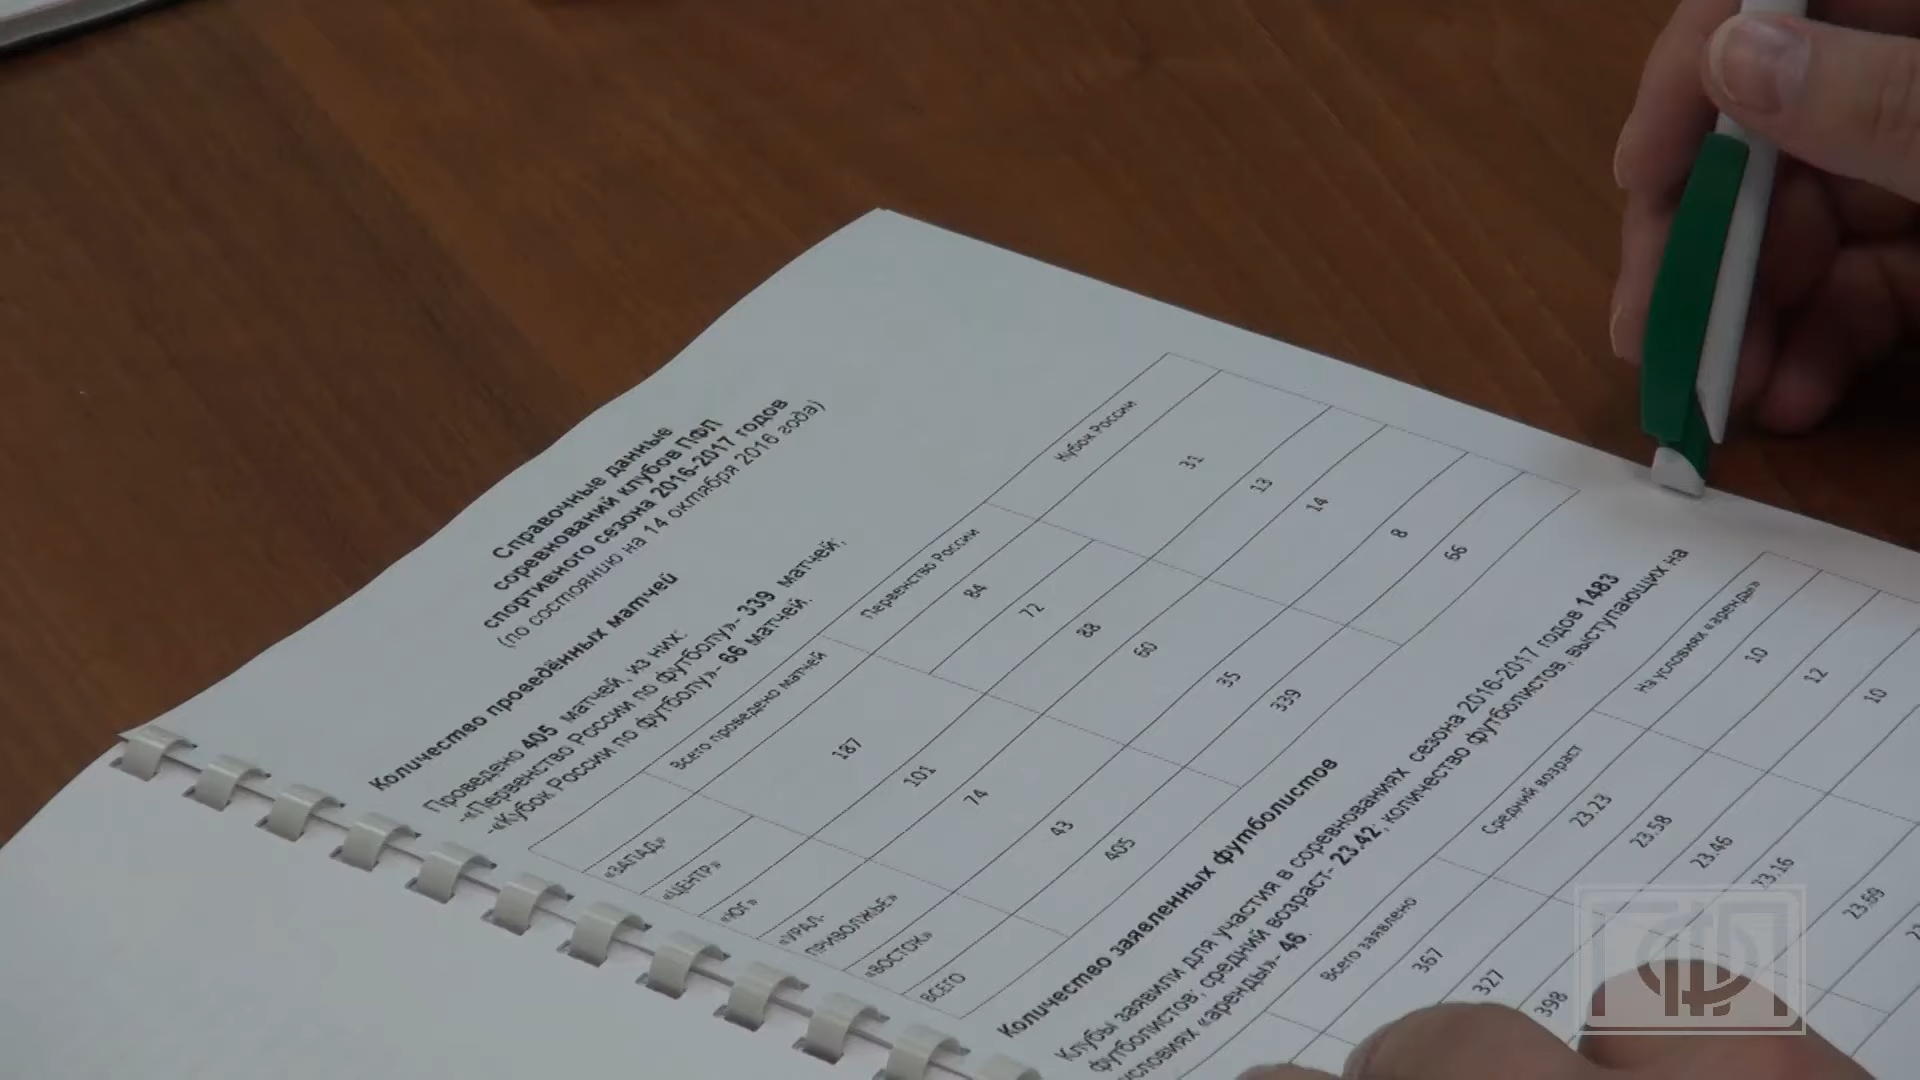 Справочные данные
соревнований клубов ПФЛ
спортивного сезона 2016-2017 годов
(по состоянию на 14 октября 2016 года)
Количество проведённых матчей
Проведено 405 матчей, из них:
-«Первенство России по футболу»- 339 матчей;
-«Кубок России по футболу»- 66 матчей.
Всего проведено матчей Первенство России Кубок России
«ЗАПАД» 187 84 31
«ЦЕНТР» 72
«ЮГ» 101 88 13
«УРАЛ- 74 60 14
ПРИВОЛЖЬЕ»
«ВОСТОК» 43 35 8
ВСЕГО 405 339 66
Количество заявленных футболистов
Клубы заявили для участия в соревнованиях сезона 2016-2017 годов 1483
футболистов; средний возраст- 23.42; количество футболистов, выступающих на
условиях «аренды»- 46.
Всего заявлено Средний возраст На условиях «аренды»
367 23.23 10
327 23.58 12
398 23.46 10
23.16
23.69
ПФЛ